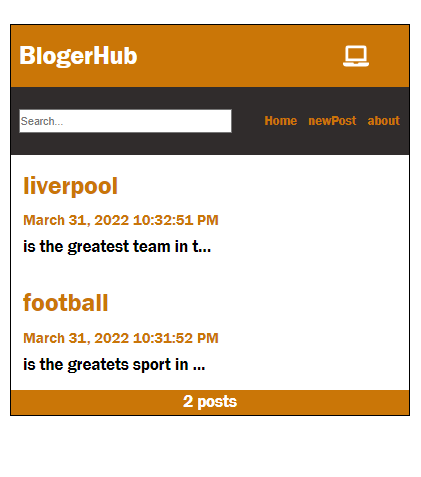 BlogerHub
Search... Home newPost about
liverpool
March 31, 2022 10:32:51 PM
is the greatest team in t...
football
March 31, 2022 10:31:52 PM
is the greatets sport in ...
2 posts